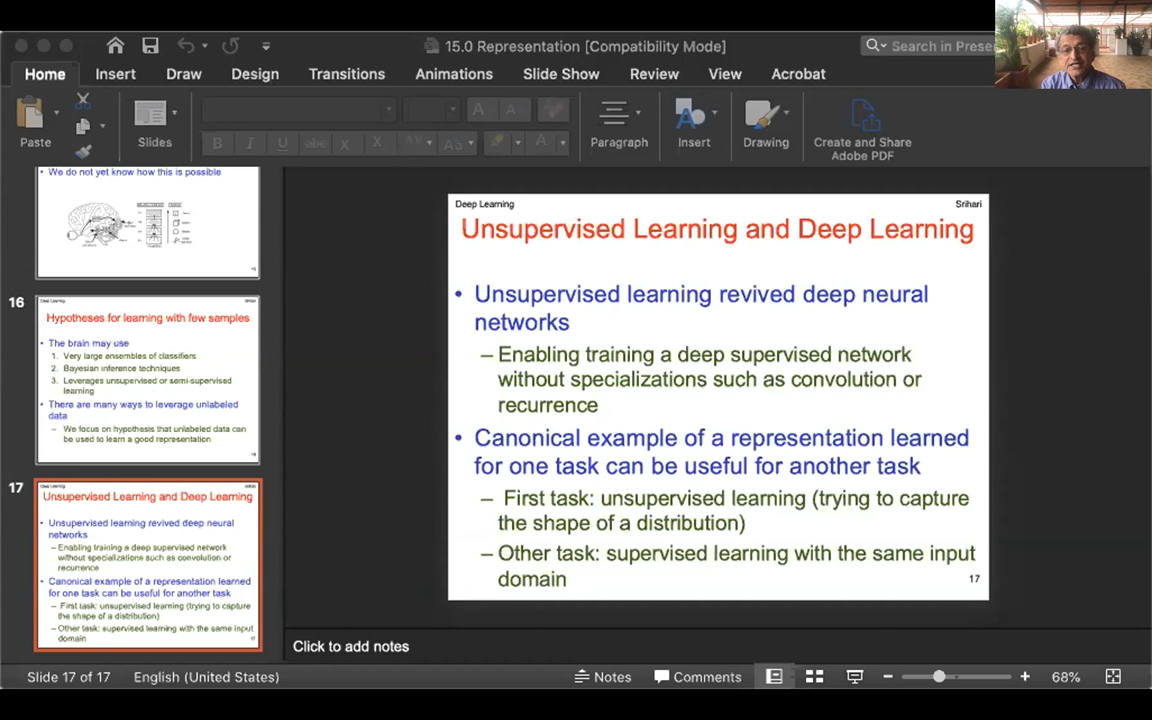 15.0 Representation [Compatibility Mode]
Search in Prese
Home Insert Draw Design Transitions Animations Slide Show Review View Acrobat
Paste
Slides
B I U abc X X AV Aa A
Paragraph
Insert
Drawing
Create and Share
Adobe PDF
We do not yet know how this is possible
16
Deep Learning
Hypotheses for learning with few samples
• The brain may use
1. Very large ensembles of classifiers
2. Bayesian inference techniques
3. Leverages unsupervised or semi-supervised
learning
• There are many ways to leverage unlabeled
data
– We focus on hypothesis that unlabeled data can
be used to learn a good representation
17
Deep Learning
Unsupervised Learning and Deep Learning
• Unsupervised learning revived deep neural
networks
– Enabling training a deep supervised network
without specializations such as convolution or
recurrence
• Canonical example of a representation learned
for one task can be useful for another task
– First task: unsupervised learning (trying to capture
the shape of a distribution)
– Other task: supervised learning with the same input
domain
Deep Learning
Srihari
Unsupervised Learning and Deep Learning
• Unsupervised learning revived deep neural
networks
– Enabling training a deep supervised network
without specializations such as convolution or
recurrence
• Canonical example of a representation learned
for one task can be useful for another task
– First task: unsupervised learning (trying to capture
the shape of a distribution)
– Other task: supervised learning with the same input
domain
17
Click to add notes
Slide 17 of 17 English (United States) Notes Comments 68%